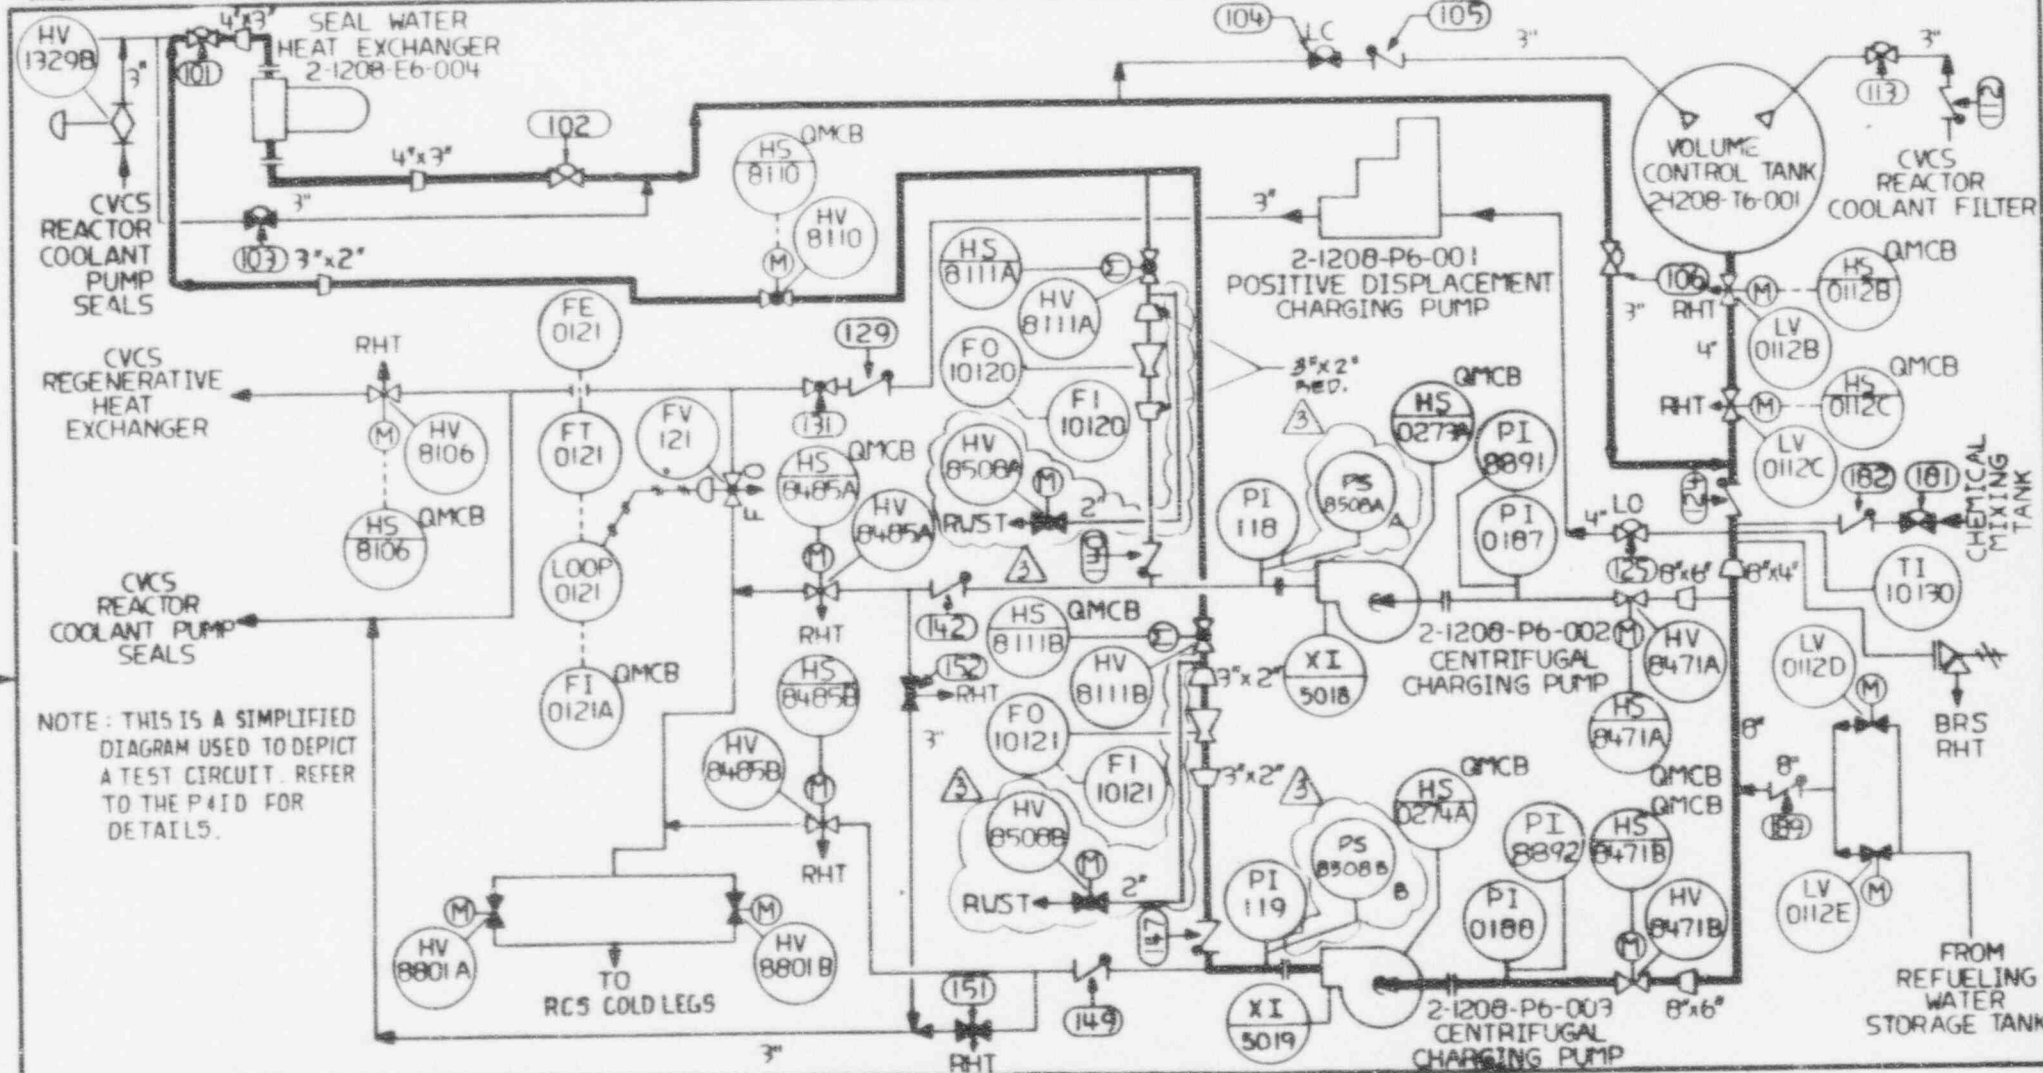 HV
1329B
3"
101
4"x3"
SEAL WATER
HEAT EXCHANGER
2-1208-E6-004
102
4"x3"
3"
103
3"x2"
CVCS
REACTOR
COOLANT
PUMP
SEALS
HS
8110
QMCB
M
HV
8110
104
LC
105
3"
3"
113
112
VOLUME
CONTROL TANK
2-1208-T6-001
CVCS
REACTOR
COOLANT FILTER
3"
2-1208-P6-001
POSITIVE DISPLACEMENT
CHARGING PUMP
106
3"
RHT
M
HS
0112B
QMCB
LV
0112B
4"
RHT
M
HS
0112C
QMCB
LV
0112C
HS
8111A
HV
8111A
FO
10120
FI
10120
3"x2"
RED.
3
HV
8508A
M
RWST
2"
3
CVCS
REGENERATIVE
HEAT
EXCHANGER
RHT
M
HV
8106
HS
8106
QMCB
FE
0121
FT
0121
FV
121
FO
LOOP
0121
FI
0121A
QMCB
129
131
HS
8485A
QMCB
HV
8485A
M
RHT
142
PI
118
PS
8508A
A
HS
0273A
QMCB
PI
8891
PI
0187
4"
LO
125
8"x6"
8"x4"
124
182
181
CHEMICAL
MIXING
TANK
TI
10130
2-1208-P6-002
CENTRIFUGAL
CHARGING PUMP
M
HV
8471A
HS
8471A
QMCB
XI
5018
LV
0112D
M
BRS
RHT
8"
8"
189
LV
0112E
M
FROM
REFUELING
WATER
STORAGE TANK
CVCS
REACTOR
COOLANT PUMP
SEALS
NOTE: THIS IS A SIMPLIFIED
DIAGRAM USED TO DEPICT
A TEST CIRCUIT. REFER
TO THE P&ID FOR
DETAILS.
HS
8485B
HV
8485B
M
RHT
152
RHT
3"
HS
8111B
QMCB
HV
8111B
3"x2"
FO
10121
FI
10121
3"x2"
3
HV
8508B
M
RWST
2"
147
3
PS
8508B
B
PI
119
HS
0274A
QMCB
PI
8892
PI
0188
HS
8471B
QMCB
M
HV
8471B
8"x6"
2-1208-P6-003
CENTRIFUGAL
CHARGING PUMP
XI
5019
149
151
RHT
3"
M
HV
8801A
M
HV
8801B
TO
RCS COLD LEGS